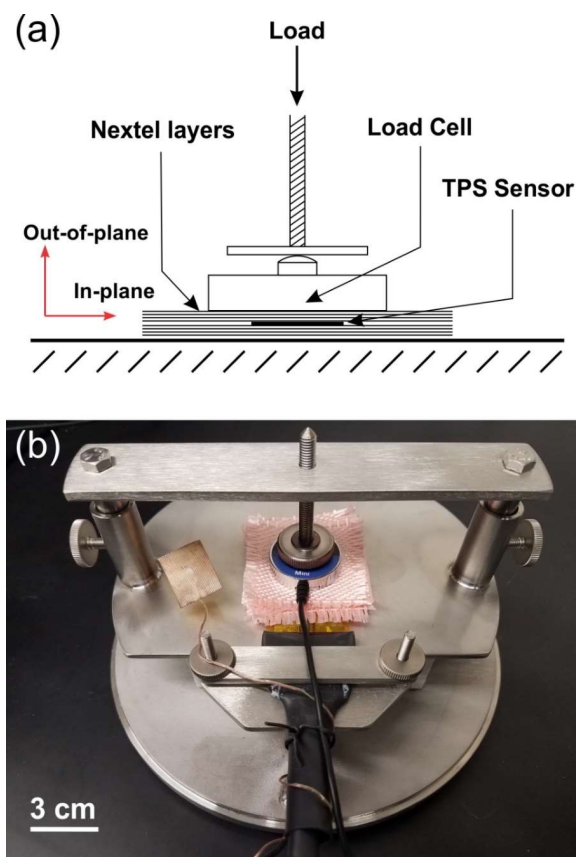 (a)
Load
Nextel layers
Load Cell
TPS Sensor
Out-of-plane
In-plane
(b)
Mini
3 cm